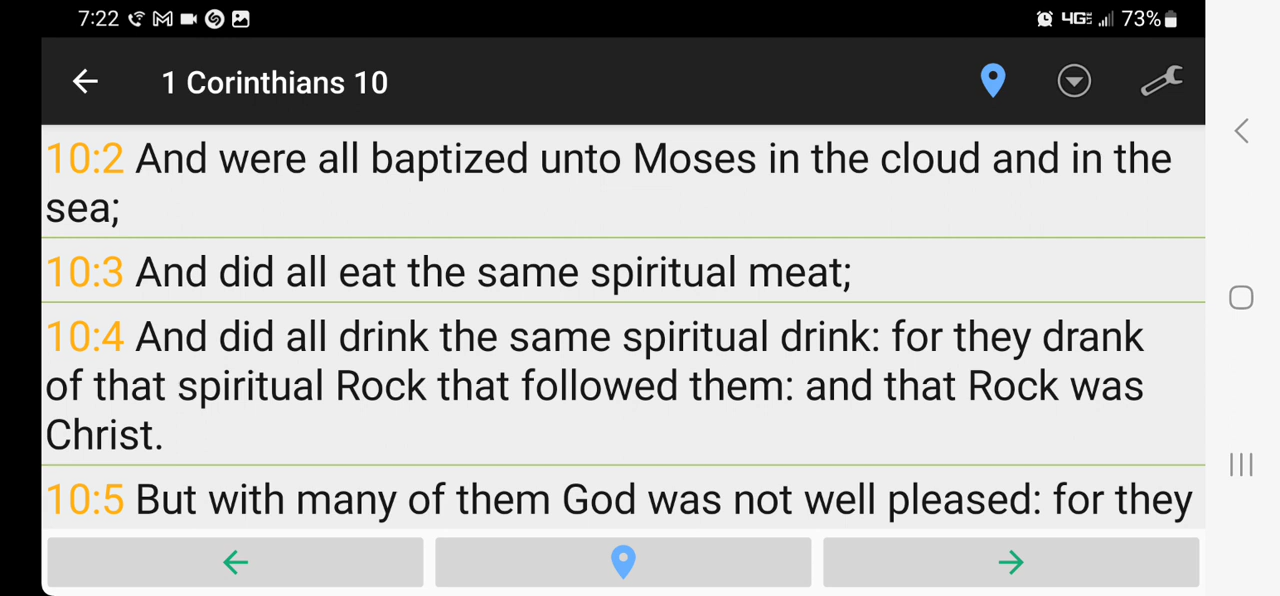 7:22 4GE 73%
1 Corinthians 10
10:2 And were all baptized unto Moses in the cloud and in the
sea;
10:3 And did all eat the same spiritual meat;
10:4 And did all drink the same spiritual drink: for they drank
of that spiritual Rock that followed them: and that Rock was
Christ.
10:5 But with many of them God was not well pleased: for they